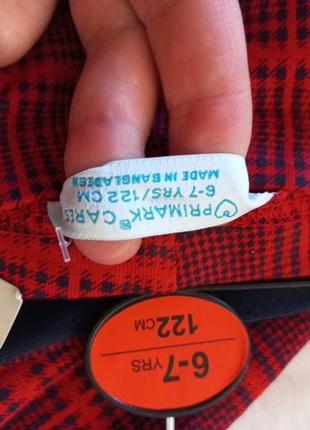 PRIMARK® CARES
6-7 YRS/122 CM
MADE IN BANGLADESH
6-7 YRS
122 CM